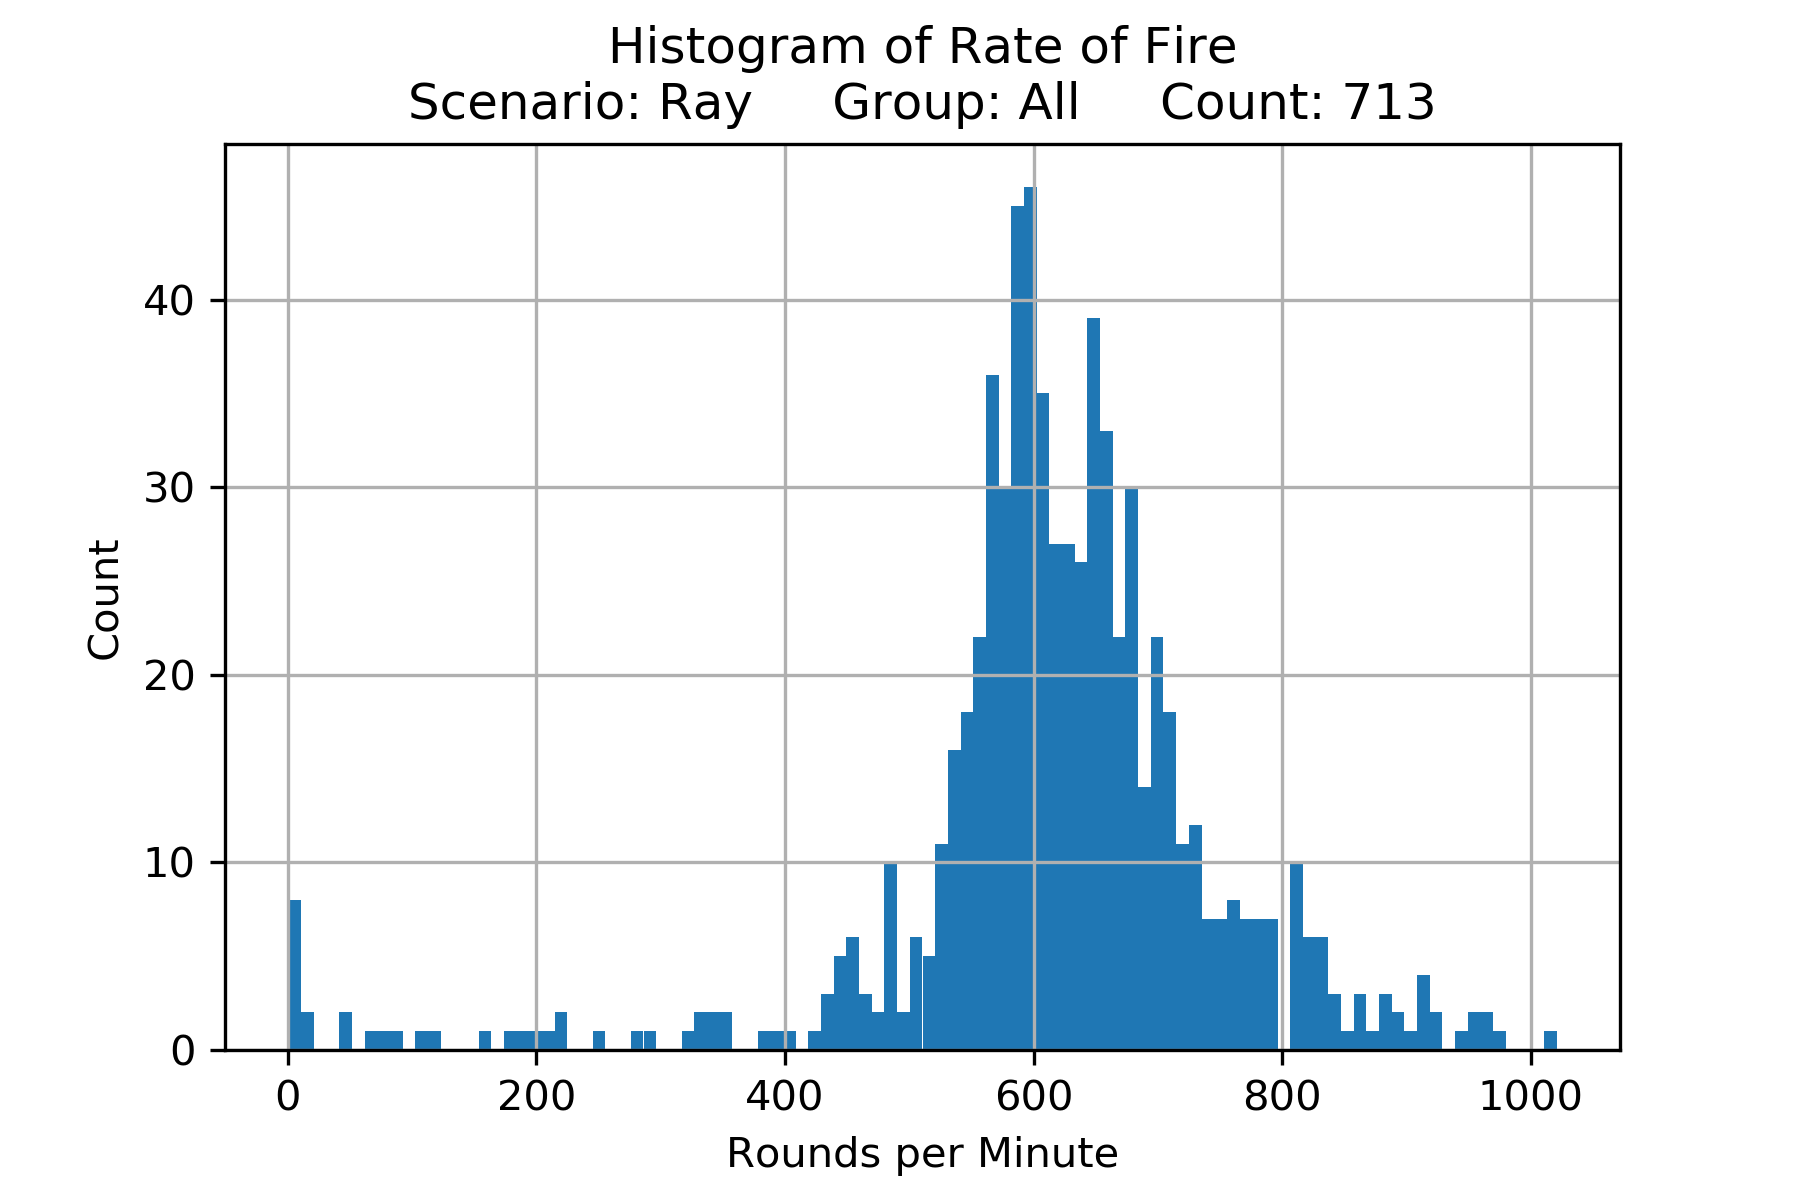 Histogram of Rate of Fire
Scenario: Ray Group: All Count: 713
Count
40
30
20
10
0
0 200 400 600 800 1000
Rounds per Minute